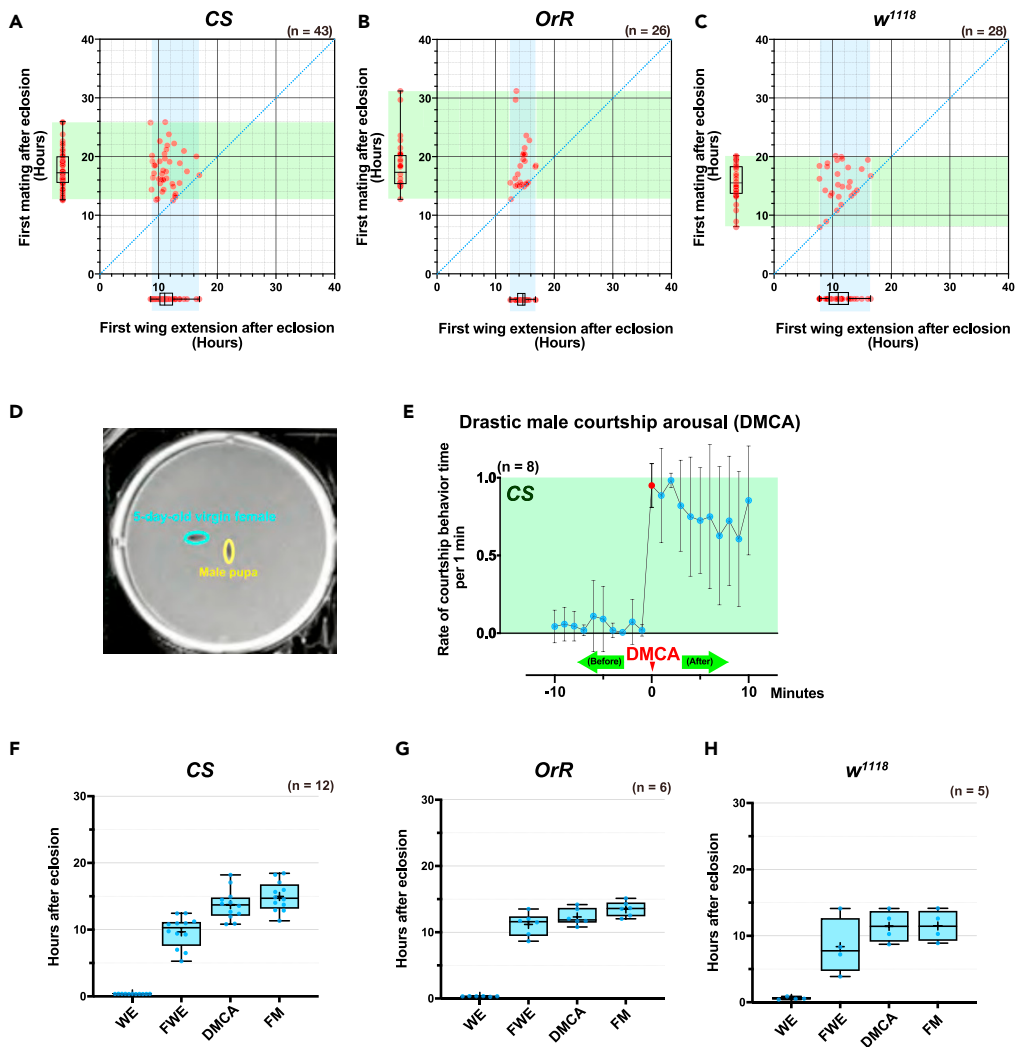 A
CS
(n = 43)
40
30
20
10
0
0
10
20
30
40
First mating after eclosion
(Hours)
First wing extension after eclosion
(Hours)
B
OrR
(n = 26)
40
30
20
10
0
0
10
20
30
40
First mating after eclosion
(Hours)
First wing extension after eclosion
(Hours)
C
w1118
(n = 28)
40
30
20
10
0
0
10
20
30
40
First mating after eclosion
(Hours)
First wing extension after eclosion
(Hours)
D
5-day-old virgin female
Male pupa
E
Drastic male courtship arousal (DMCA)
(n = 8)
CS
1.0
0.5
0.0
Rate of courtship behavior time
per 1 min
(Before)
DMCA
(After)
-10
0
10
Minutes
F
CS
(n = 12)
30
20
10
0
Hours after eclosion
WE
FWE
DMCA
FM
G
OrR
(n = 6)
30
20
10
0
Hours after eclosion
WE
FWE
DMCA
FM
H
w1118
(n = 5)
30
20
10
0
Hours after eclosion
WE
FWE
DMCA
FM